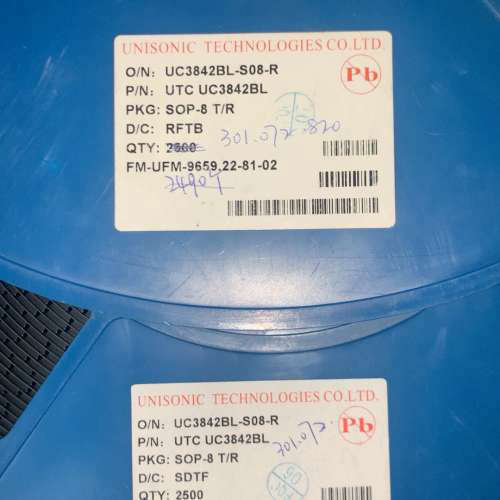 UNISONIC TECHNOLOGIES CO.LTD.
O/N: UC3842BL-S08-R
P/N: UTC UC3842BL
PKG: SOP-8 T/R
D/C: RFTB
301.072.820
QTY: 2500
FM-UFM-9659.22-81-02
Pb
UNISONIC TECHNOLOGIES CO.LTD.
O/N: UC3842BL-S08-R
P/N: UTC UC3842BL
301.072.
PKG: SOP-8 T/R
D/C: SDTF
QTY: 2500
Pb